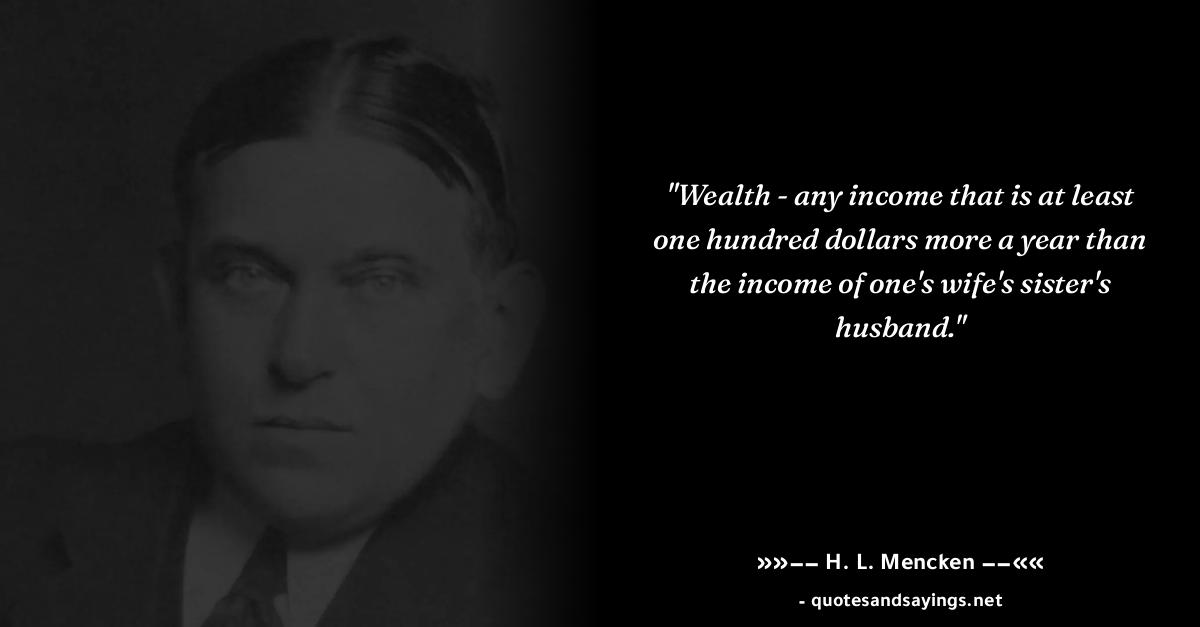 "Wealth - any income that is at least
one hundred dollars more a year than
the income of one's wife's sister's
husband."
»»−− H. L. Mencken −−««
- quotesandsayings.net